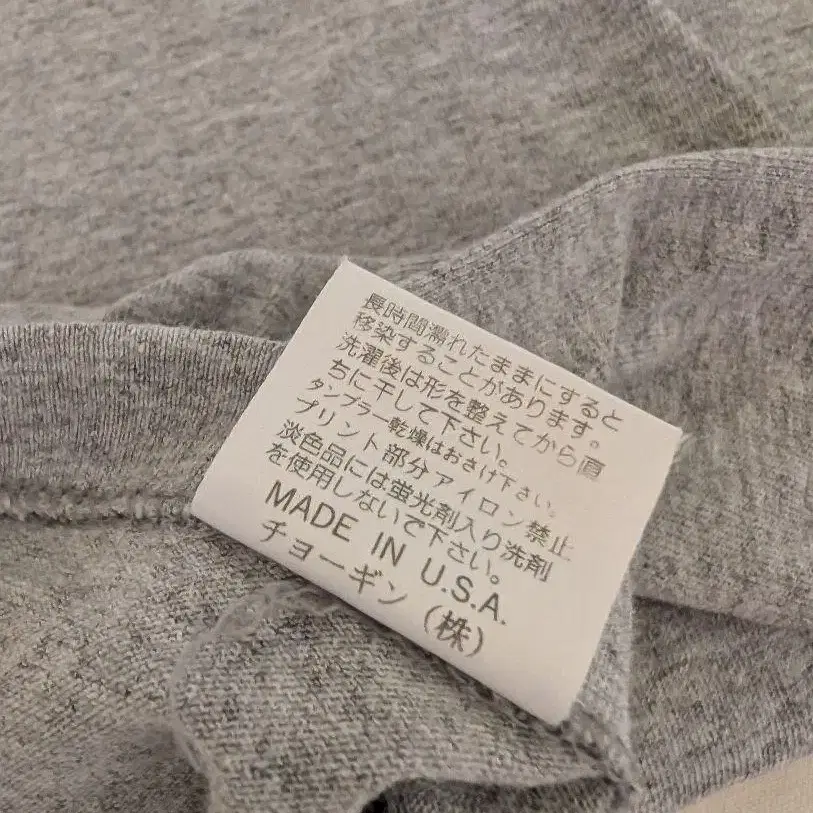 長時間濡れたままにすると
移染することがあります。
洗濯後は形を整えてから直
ちに干して下さい。
タンブラー乾燥はおさけ下さい。
プリント部分アイロン禁止
淡色品には蛍光剤入り洗剤
を使用しないで下さい。
MADE IN U.S.A.
チョーギン(株)